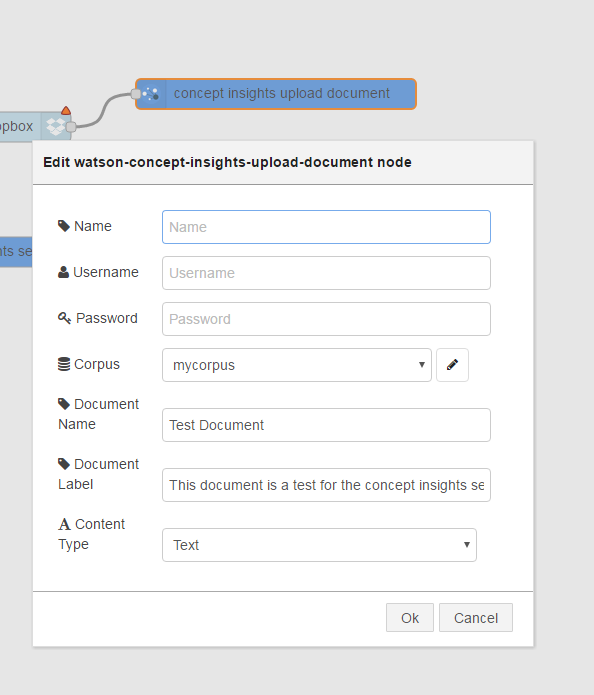 concept insights upload document
pbox
Edit watson-concept-insights-upload-document node
nts se
Name
Name
Username
Username
Password
Password
Corpus
mycorpus
Document
Name
Test Document
Document
Label
This document is a test for the concept insights se
Content
Type
Text
Ok
Cancel